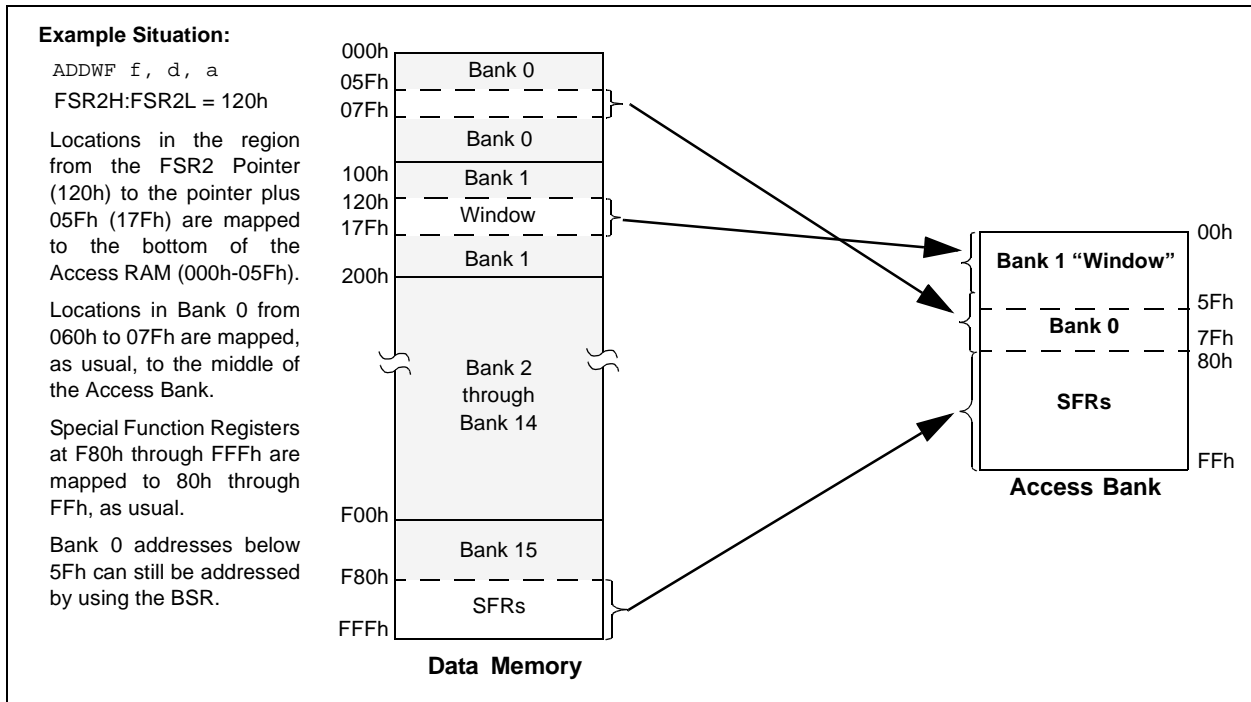 Example Situation:
ADDWF f, d, a
FSR2H:FSR2L = 120h
Locations in the region
from the FSR2 Pointer
(120h) to the pointer plus
05Fh (17Fh) are mapped
to the bottom of the
Access RAM (000h-05Fh).
Locations in Bank 0 from
060h to 07Fh are mapped,
as usual, to the middle of
the Access Bank.
Special Function Registers
at F80h through FFFh are
mapped to 80h through
FFh, as usual.
Bank 0 addresses below
5Fh can still be addressed
by using the BSR.
000h
Bank 0
05Fh
07Fh
Bank 0
100h
Bank 1
120h
Window
17Fh
Bank 1
200h
Bank 2
through
Bank 14
F00h
Bank 15
F80h
SFRs
FFFh
Data Memory
00h
Bank 1 “Window”
5Fh
Bank 0
7Fh
80h
SFRs
FFh
Access Bank